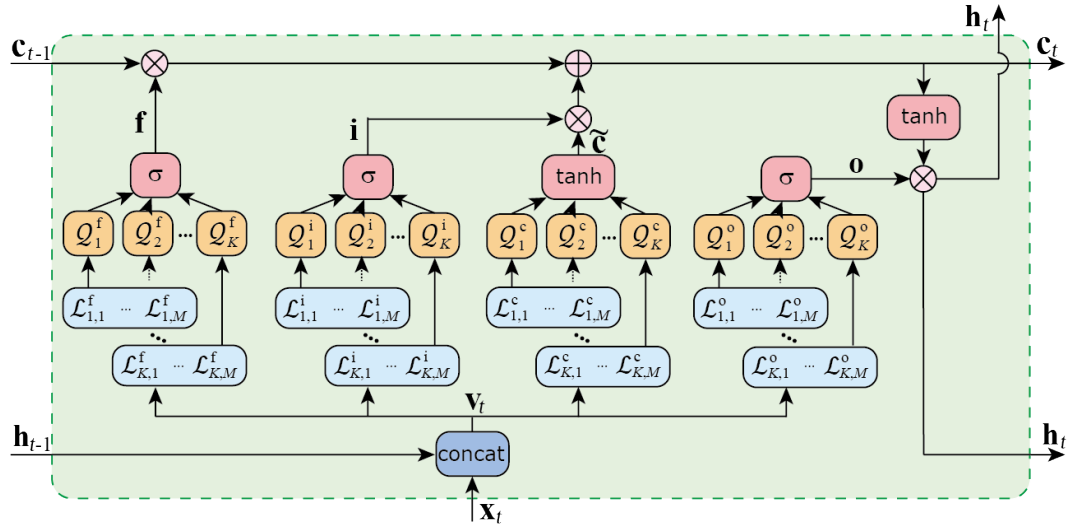 h_t
c_{t-1} c_t
f i c̃ tanh
σ σ tanh σ o
𝒬_1^f 𝒬_2^f ... 𝒬_K^f 𝒬_1^i 𝒬_2^i ... 𝒬_K^i 𝒬_1^c 𝒬_2^c ... 𝒬_K^c 𝒬_1^o 𝒬_2^o ... 𝒬_K^o
ℒ_{1,1}^f ... ℒ_{1,M}^f ℒ_{1,1}^i ... ℒ_{1,M}^i ℒ_{1,1}^c ... ℒ_{1,M}^c ℒ_{1,1}^o ... ℒ_{1,M}^o
ℒ_{K,1}^f ... ℒ_{K,M}^f ℒ_{K,1}^i ... ℒ_{K,M}^i ℒ_{K,1}^c ... ℒ_{K,M}^c ℒ_{K,1}^o ... ℒ_{K,M}^o
v_t
h_{t-1} concat h_t
x_t